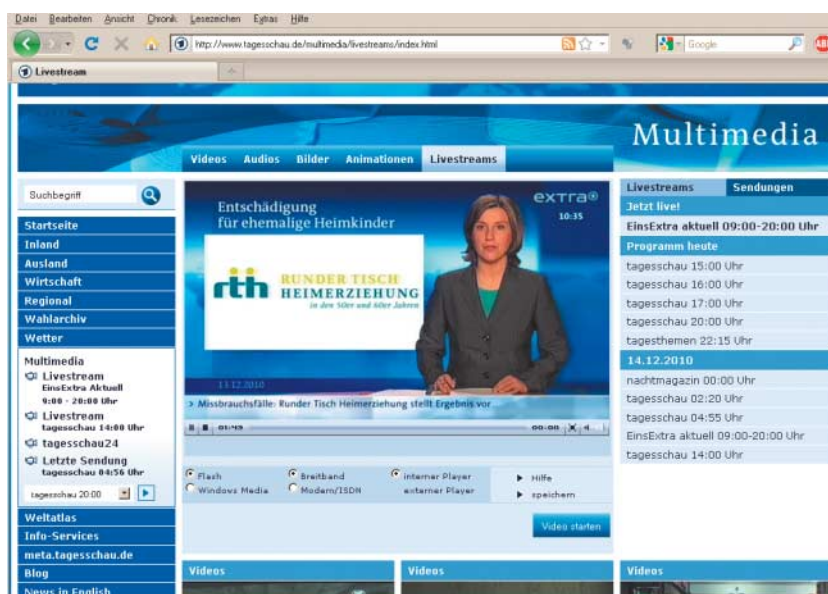 Datei Bearbeiten Ansicht Chronik Lesezeichen Extras Hilfe
http://www.tagesschau.de/multimedia/livestreams/index.html
Google
ABP
Livestream
Multimedia
Videos Audios Bilder Animationen Livestreams
Suchbegriff
Startseite
Inland
Ausland
Wirtschaft
Regional
Wahlarchiv
Wetter
Multimedia
Livestream
EinsExtra Aktuell
9:00 - 20:00 Uhr
Livestream
tagesschau 14:00 Uhr
tagesschau24
Letzte Sendung
tagesschau 04:56 Uhr
tagesschau 20:00
Weltatlas
Info-Services
meta.tagesschau.de
Blog
News in English
Entschädigung
für ehemalige Heimkinder
extra
10:35
rth
RUNDER TISCH
HEIMERZIEHUNG
in den 50er und 60er Jahren
13.12.2010
> Missbrauchsfälle: Runder Tisch Heimerziehung stellt Ergebnis vor
01:49
00:00
Flash
Windows Media
Breitband
Modem/ISDN
interner Player
externer Player
Hilfe
speichern
Video starten
Livestreams Sendungen
Jetzt live!
EinsExtra aktuell 09:00-20:00 Uhr
Programm heute
tagesschau 15:00 Uhr
tagesschau 16:00 Uhr
tagesschau 17:00 Uhr
tagesschau 20:00 Uhr
tagesthemen 22:15 Uhr
14.12.2010
nachtmagazin 00:00 Uhr
tagesschau 02:20 Uhr
tagesschau 04:55 Uhr
EinsExtra aktuell 09:00-20:00 Uhr
tagesschau 14:00 Uhr
Videos
Videos
Videos